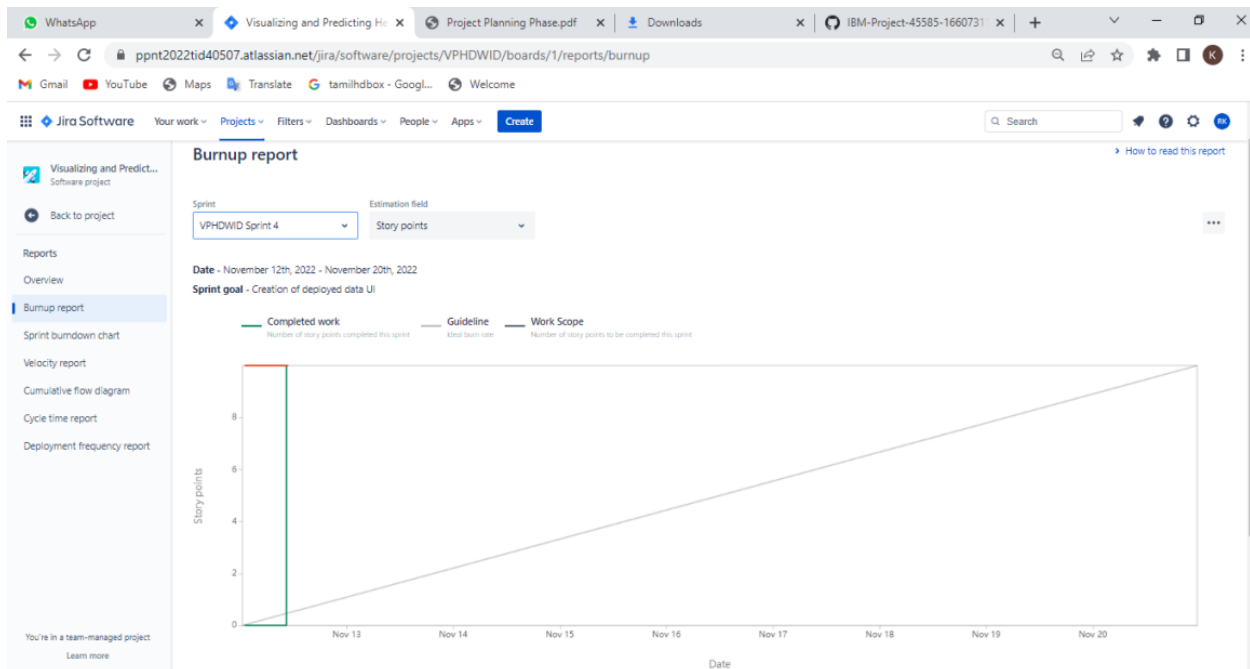 WhatsApp Visualizing and Predicting He Project Planning Phase.pdf Downloads IBM-Project-45585-1660731
ppnt2022tid40507.atlassian.net/jira/software/projects/VPHDWID/boards/1/reports/burnup K
Gmail YouTube Maps Translate tamilhdbox - Googl... Welcome
Jira Software Your work Projects Filters Dashboards People Apps Create Search RK
Visualizing and Predict...
Software project
Back to project
Reports
Overview
Burnup report
Sprint burndown chart
Velocity report
Cumulative flow diagram
Cycle time report
Deployment frequency report
You're in a team-managed project
Learn more
Burnup report
How to read this report
Sprint Estimation field
VPHDWID Sprint 4 Story points
Date - November 12th, 2022 - November 20th, 2022
Sprint goal - Creation of deployed data UI
Completed work Guideline Work Scope
Number of story points completed this sprint Ideal burn rate Number of story points to be completed this sprint
8
6
4
2
0
Story points
Nov 13 Nov 14 Nov 15 Nov 16 Nov 17 Nov 18 Nov 19 Nov 20
Date